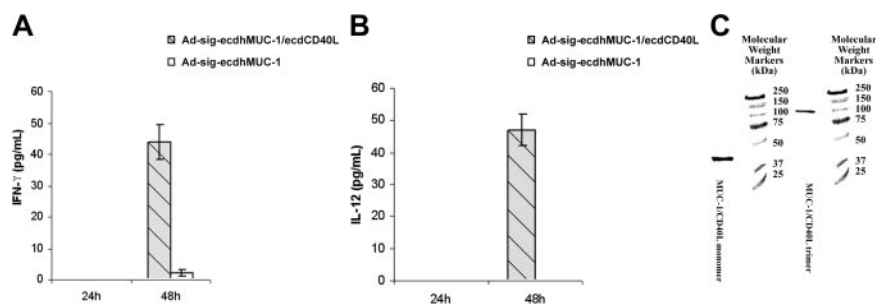 A
Ad-sig-ecdhMUC-1/ecdCD40L
Ad-sig-ecdhMUC-1
IFN-γ (pg/mL)
60
50
40
30
20
10
0
24h
48h
B
Ad-sig-ecdhMUC-1/ecdCD40L
Ad-sig-ecdhMUC-1
IL-12 (pg/mL)
60
50
40
30
20
10
0
24h
48h
C
Molecular
Weight
Markers
(kDa)
250
150
100
75
50
37
25
MUC-1/CD40L monomer
MUC-1/CD40L trimer
Molecular
Weight
Markers
(kDa)
250
150
100
75
50
37
25